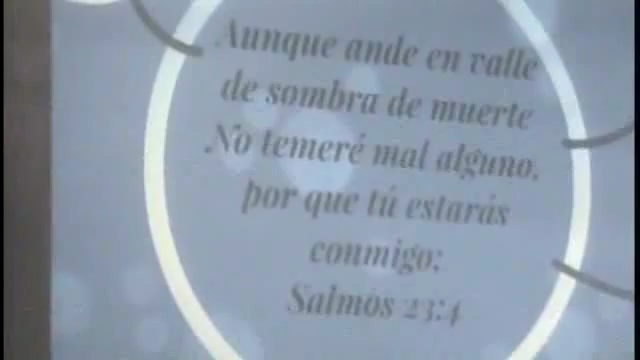 Aunque ande en valle
de sombra de muerte
No temeré mal alguno,
por que tú estarás
conmigo;
Salmos 23:4